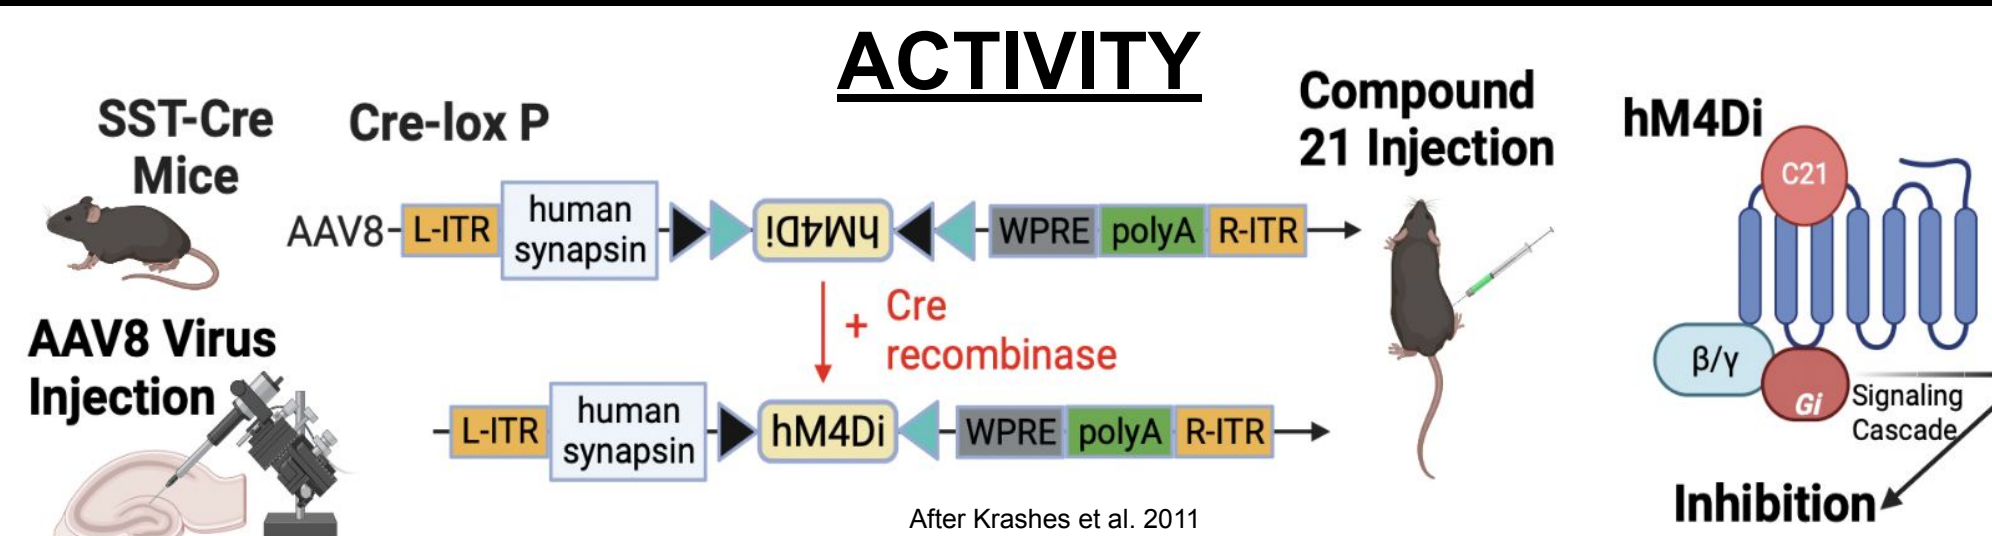 ACTIVITY
SST-Cre
Mice
Cre-lox P
AAV8
L-ITR
human
synapsin
hM4Di
WPRE
polyA
R-ITR
+
Cre
recombinase
L-ITR
human
synapsin
hM4Di
WPRE
polyA
R-ITR
AAV8 Virus
Injection
Compound
21 Injection
hM4Di
C21
β/γ
Gi
Signaling
Cascade
Inhibition
After Krashes et al. 2011